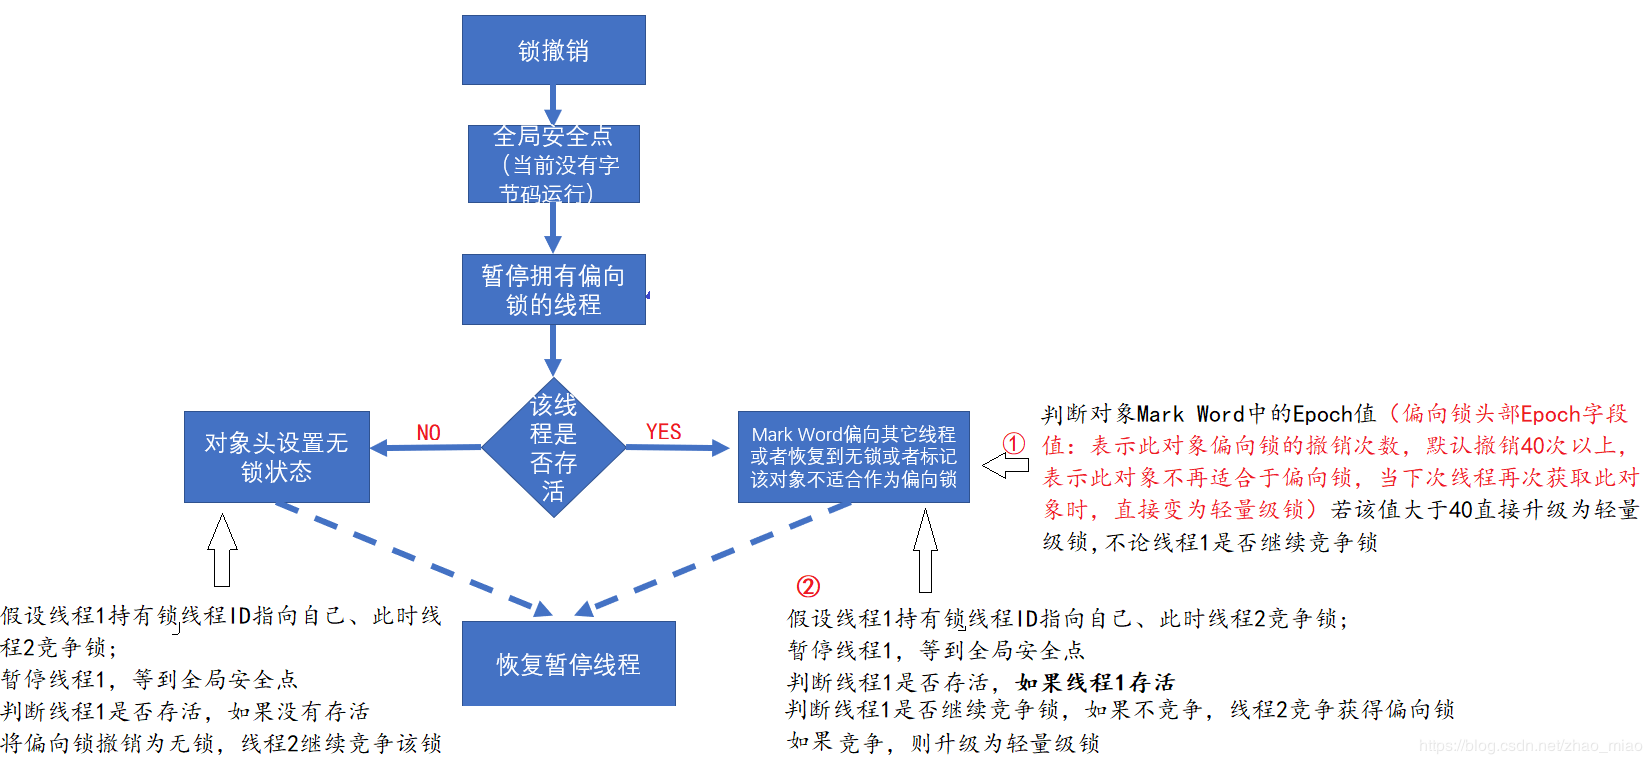 锁撤销
全局安全点
（当前没有字
节码运行）
暂停拥有偏向
锁的线程
该线
程是
否存
活
NO
YES
对象头设置无
锁状态
Mark Word偏向其它线程
或者恢复到无锁或者标记
该对象不适合作为偏向锁
①
判断对象Mark Word中的Epoch值（偏向锁头部Epoch字段
值：表示此对象偏向锁的撤销次数，默认撤销40次以上，
表示此对象不再适合于偏向锁，当下次线程再次获取此对
象时，直接变为轻量级锁）若该值大于40直接升级为轻量
级锁,不论线程1是否继续竞争锁
假设线程1持有锁线程ID指向自己、此时线
程2竞争锁；
暂停线程1，等到全局安全点
判断线程1是否存活，如果没有存活
将偏向锁撤销为无锁，线程2继续竞争该锁
恢复暂停线程
②
假设线程1持有锁线程ID指向自己、此时线程2竞争锁；
暂停线程1，等到全局安全点
判断线程1是否存活，如果线程1存活
判断线程1是否继续竞争锁，如果不竞争，线程2竞争获得偏向锁
如果竞争，则升级为轻量级锁
https://blog.csdn.net/zhao_miao